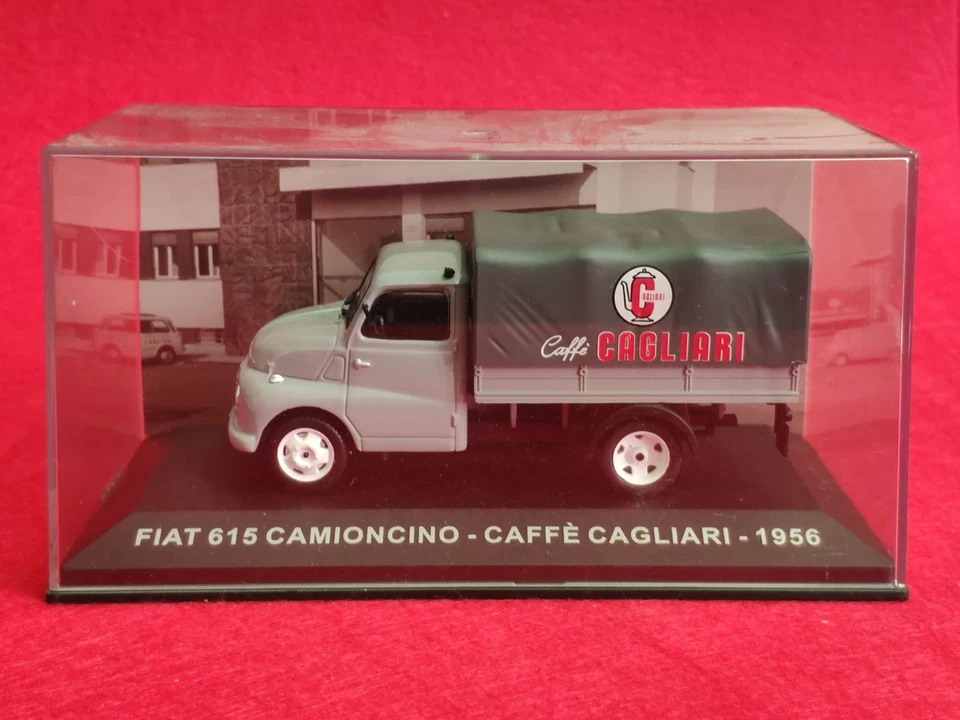 CAGLIARI
Caffè CAGLIARI
FIAT 615 CAMIONCINO - CAFFÈ CAGLIARI - 1956